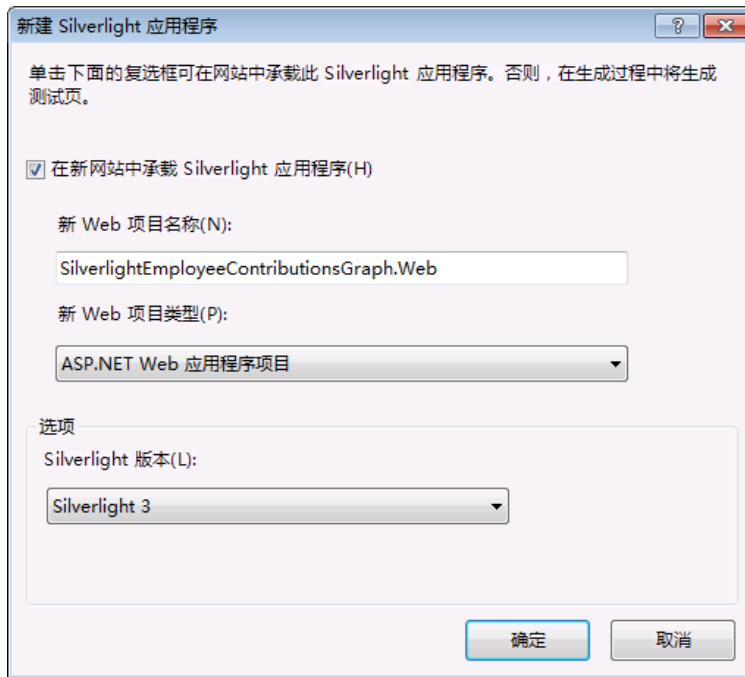 新建 Silverlight 应用程序
单击下面的复选框可在网站中承载此 Silverlight 应用程序。否则，在生成过程中将生成
测试页。
在新网站中承载 Silverlight 应用程序(H)
新 Web 项目名称(N):
SilverlightEmployeeContributionsGraph.Web
新 Web 项目类型(P):
ASP.NET Web 应用程序项目
选项
Silverlight 版本(L):
Silverlight 3
确定
取消